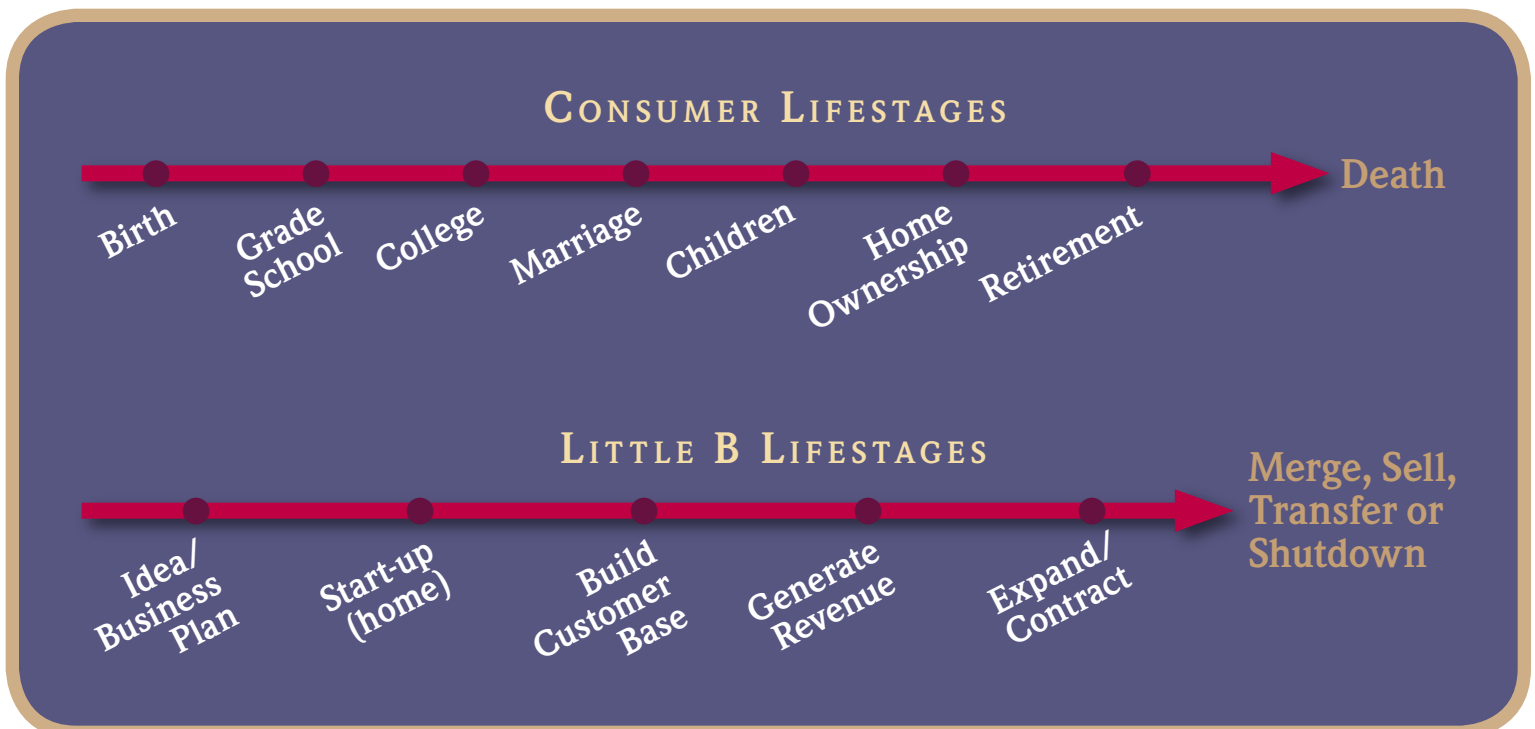 CONSUMER LIFESTAGES
Death
Birth
Grade
School
College
Marriage
Children
Home
Ownership
Retirement
LITTLE B LIFESTAGES
Merge, Sell,
Transfer or
Shutdown
Idea/
Business
Plan
Start-up
(home)
Build
Customer
Base
Generate
Revenue
Expand/
Contract